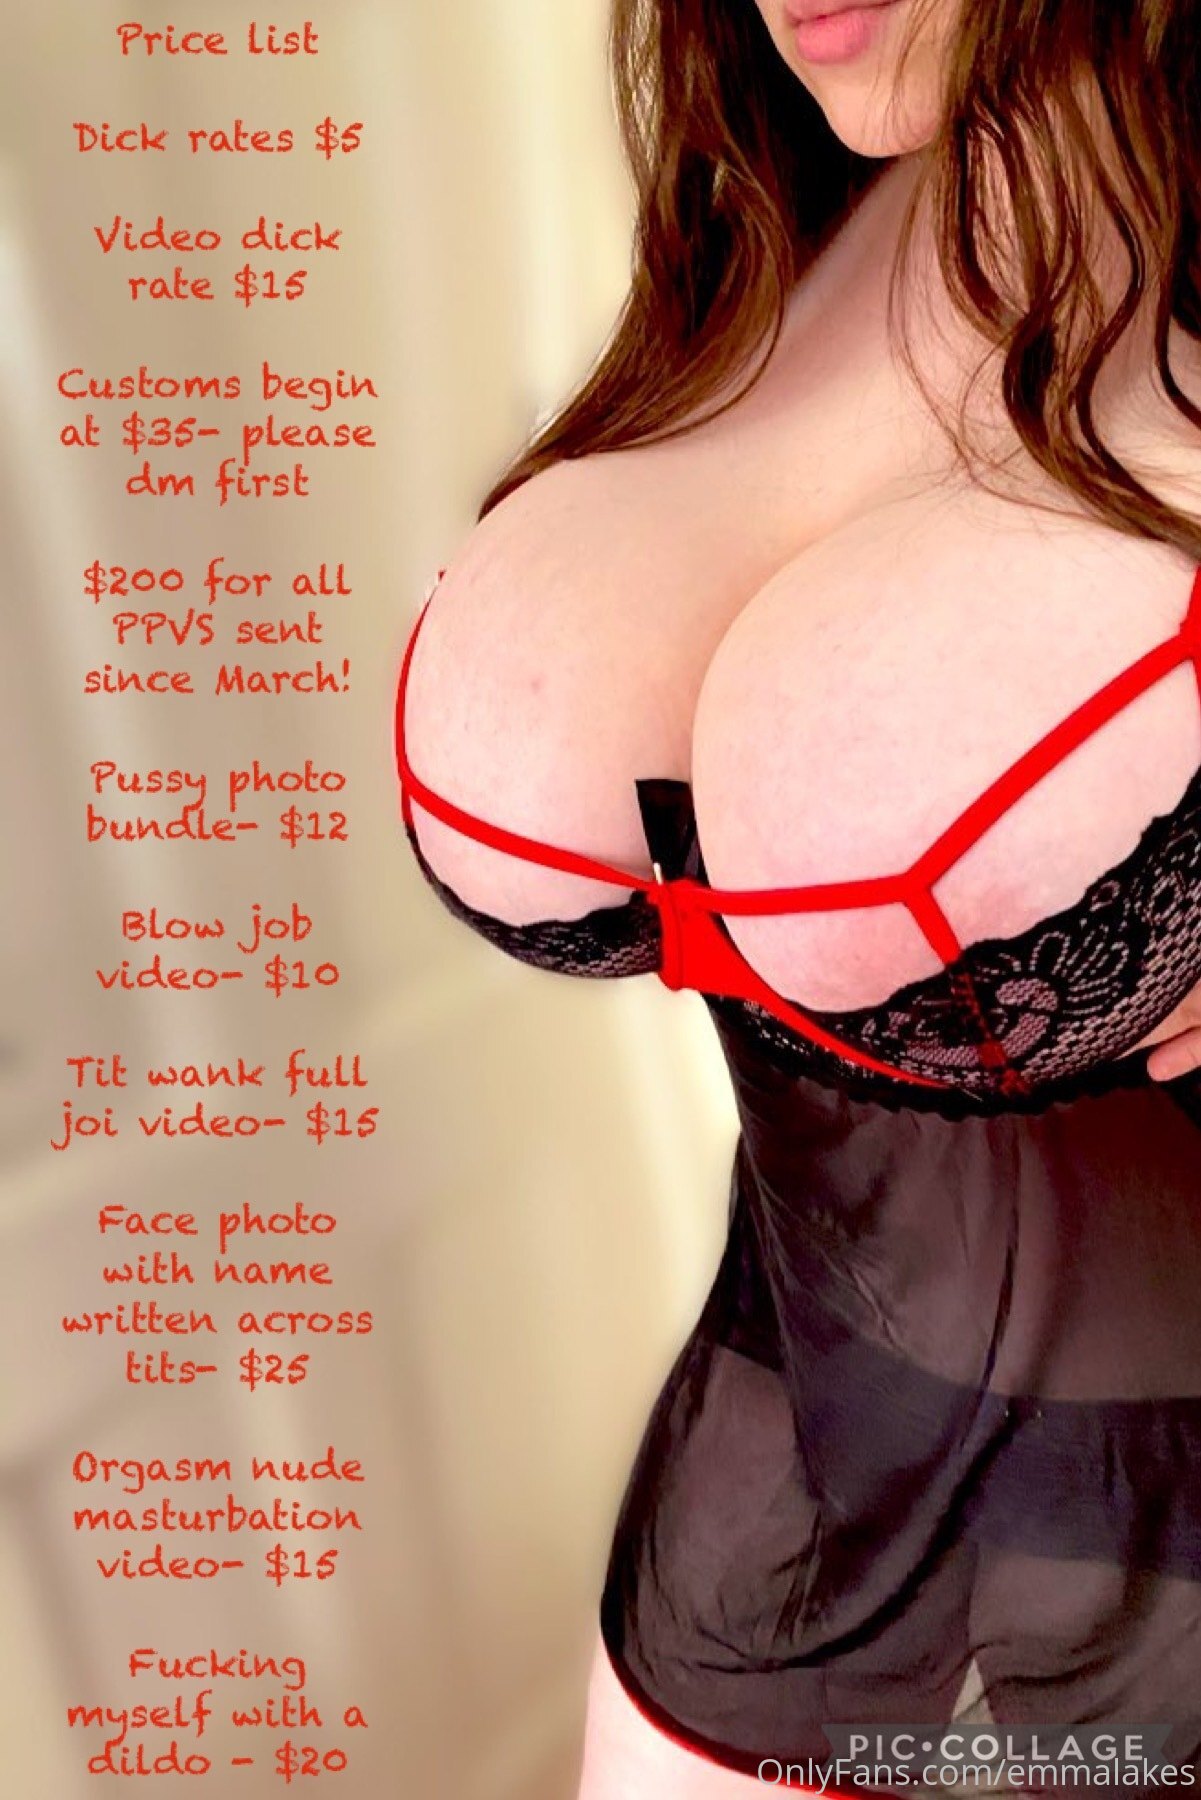 Price list
Dick rates $5
Video dick
rate $15
Customs begin
at $35- please
dm first
$200 for all
PPVS sent
since March!
Pussy photo
bundle- $12
Blow job
video- $10
Tit wank full
joi video- $15
Face photo
with name
written across
tits- $25
Orgasm nude
masturbation
video- $15
Fucking
myself with a
dildo - $20
PIC•COLLAGE
OnlyFans.com/emmalakes